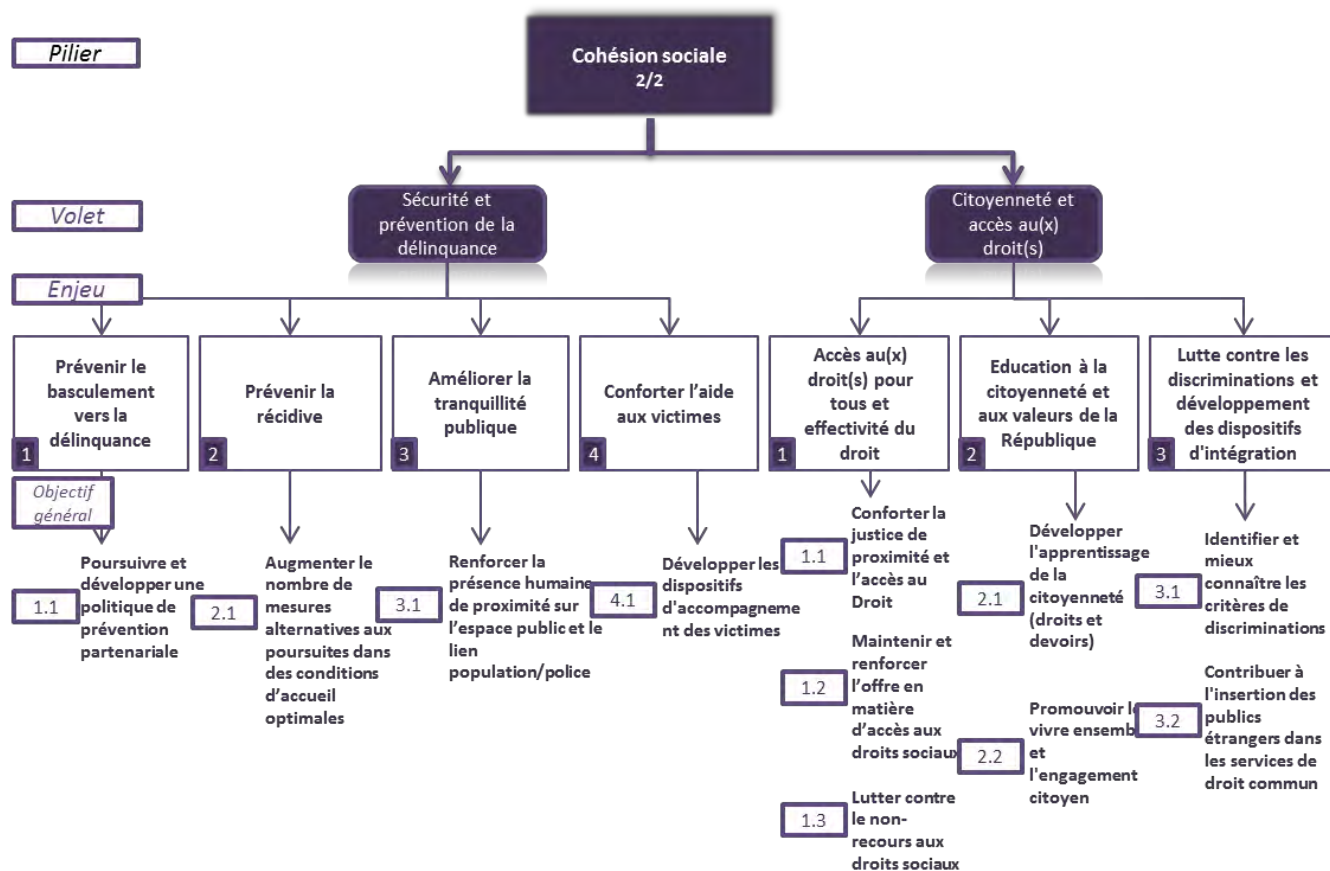 Pilier
Cohésion sociale
2/2
Volet
Sécurité et
prévention de la
délinquance
Citoyenneté et
accès au(x)
droit(s)
Enjeu
Prévenir le
basculement
vers la
délinquance
1
Prévenir la
récidive
2
Améliorer la
tranquillité
publique
3
Conforter l’aide
aux victimes
4
Accès au(x)
droit(s) pour
tous et
effectivité du
droit
1
Education à la
citoyenneté et
aux valeurs de la
République
2
Lutte contre les
discriminations et
développement
des dispositifs
d'intégration
3
Objectif
général
1.1
Poursuivre et
développer une
politique de
prévention
partenariale
2.1
Augmenter le
nombre de
mesures
alternatives aux
poursuites dans
des conditions
d’accueil
optimales
3.1
Renforcer la
présence humaine
de proximité sur
l’espace public et le
lien
population/police
4.1
Développer les
dispositifs
d'accompagneme
nt des victimes
1.1
Conforter la
justice de
proximité et
l’accès au
Droit
1.2
Maintenir et
renforcer
l’offre en
matière
d’accès aux
droits sociaux
1.3
Lutter contre
le non-
recours aux
droits sociaux
2.1
Développer
l'apprentissage
de la
citoyenneté
(droits et
devoirs)
2.2
Promouvoir le
vivre ensemb
et
l'engagement
citoyen
3.1
Identifier et
mieux
connaître les
critères de
discriminations
3.2
Contribuer à
l'insertion des
publics
étrangers dans
les services de
droit commun